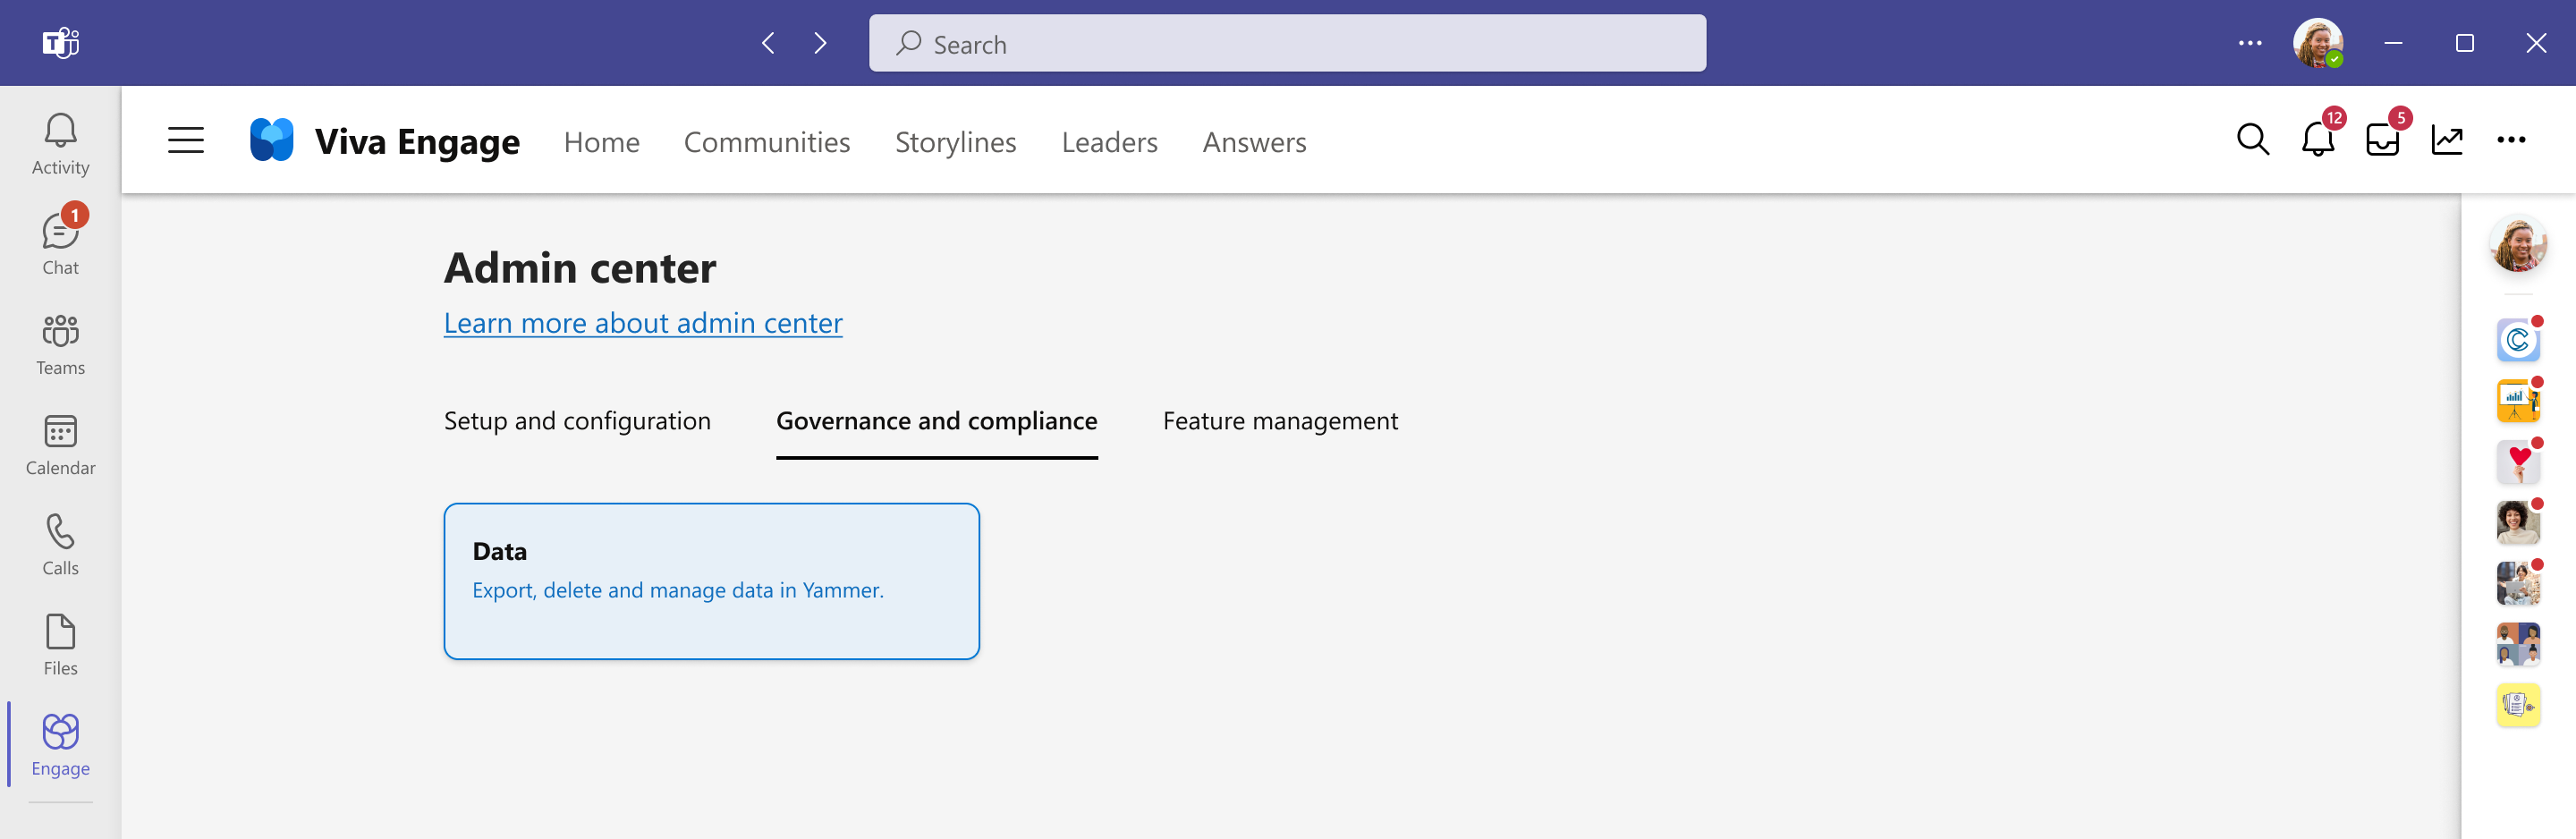 Search
Activity
1
Chat
Teams
Calendar
Calls
Files
Engage
Viva Engage
Home
Communities
Storylines
Leaders
Answers
12
5
Admin center
Learn more about admin center
Setup and configuration
Governance and compliance
Feature management
Data
Export, delete and manage data in Yammer.